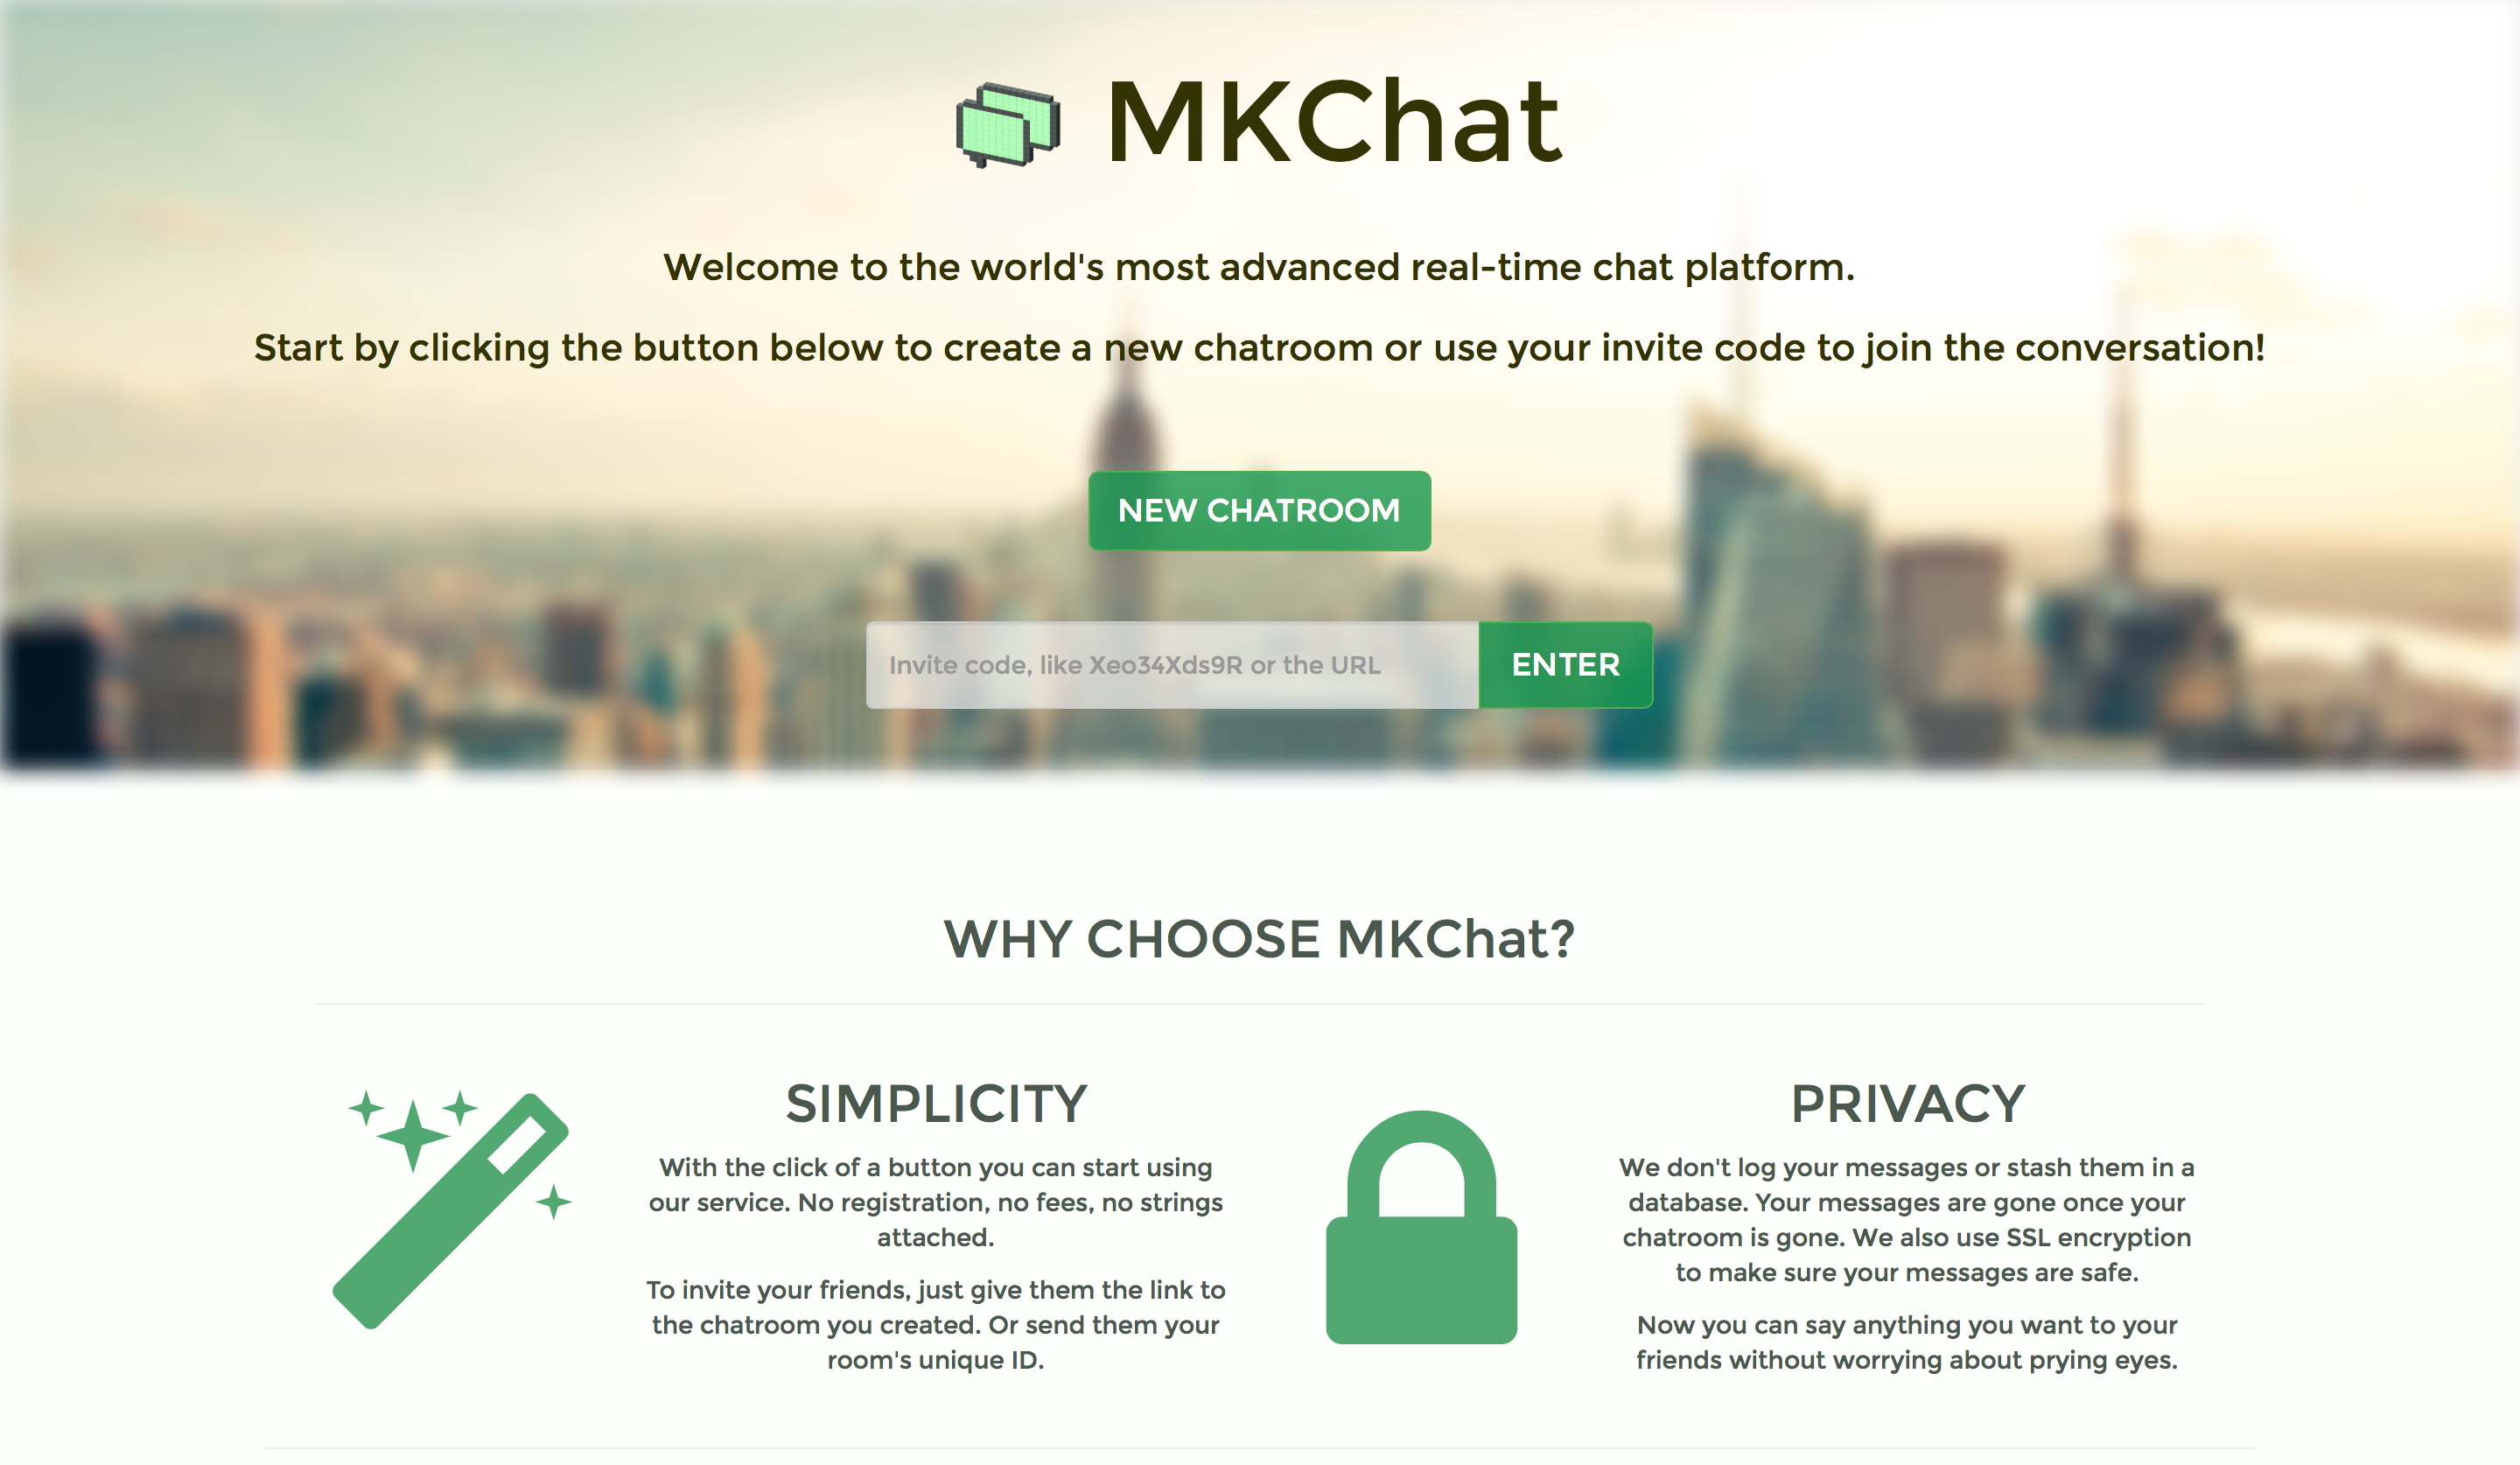 MKChat
Welcome to the world's most advanced real-time chat platform.
Start by clicking the button below to create a new chatroom or use your invite code to join the conversation!
NEW CHATROOM
Invite code, like Xeo34Xds9R or the URL
ENTER
WHY CHOOSE MKChat?
SIMPLICITY
With the click of a button you can start using
our service. No registration, no fees, no strings
attached.
To invite your friends, just give them the link to
the chatroom you created. Or send them your
room's unique ID.
PRIVACY
We don't log your messages or stash them in a
database. Your messages are gone once your
chatroom is gone. We also use SSL encryption
to make sure your messages are safe.
Now you can say anything you want to your
friends without worrying about prying eyes.